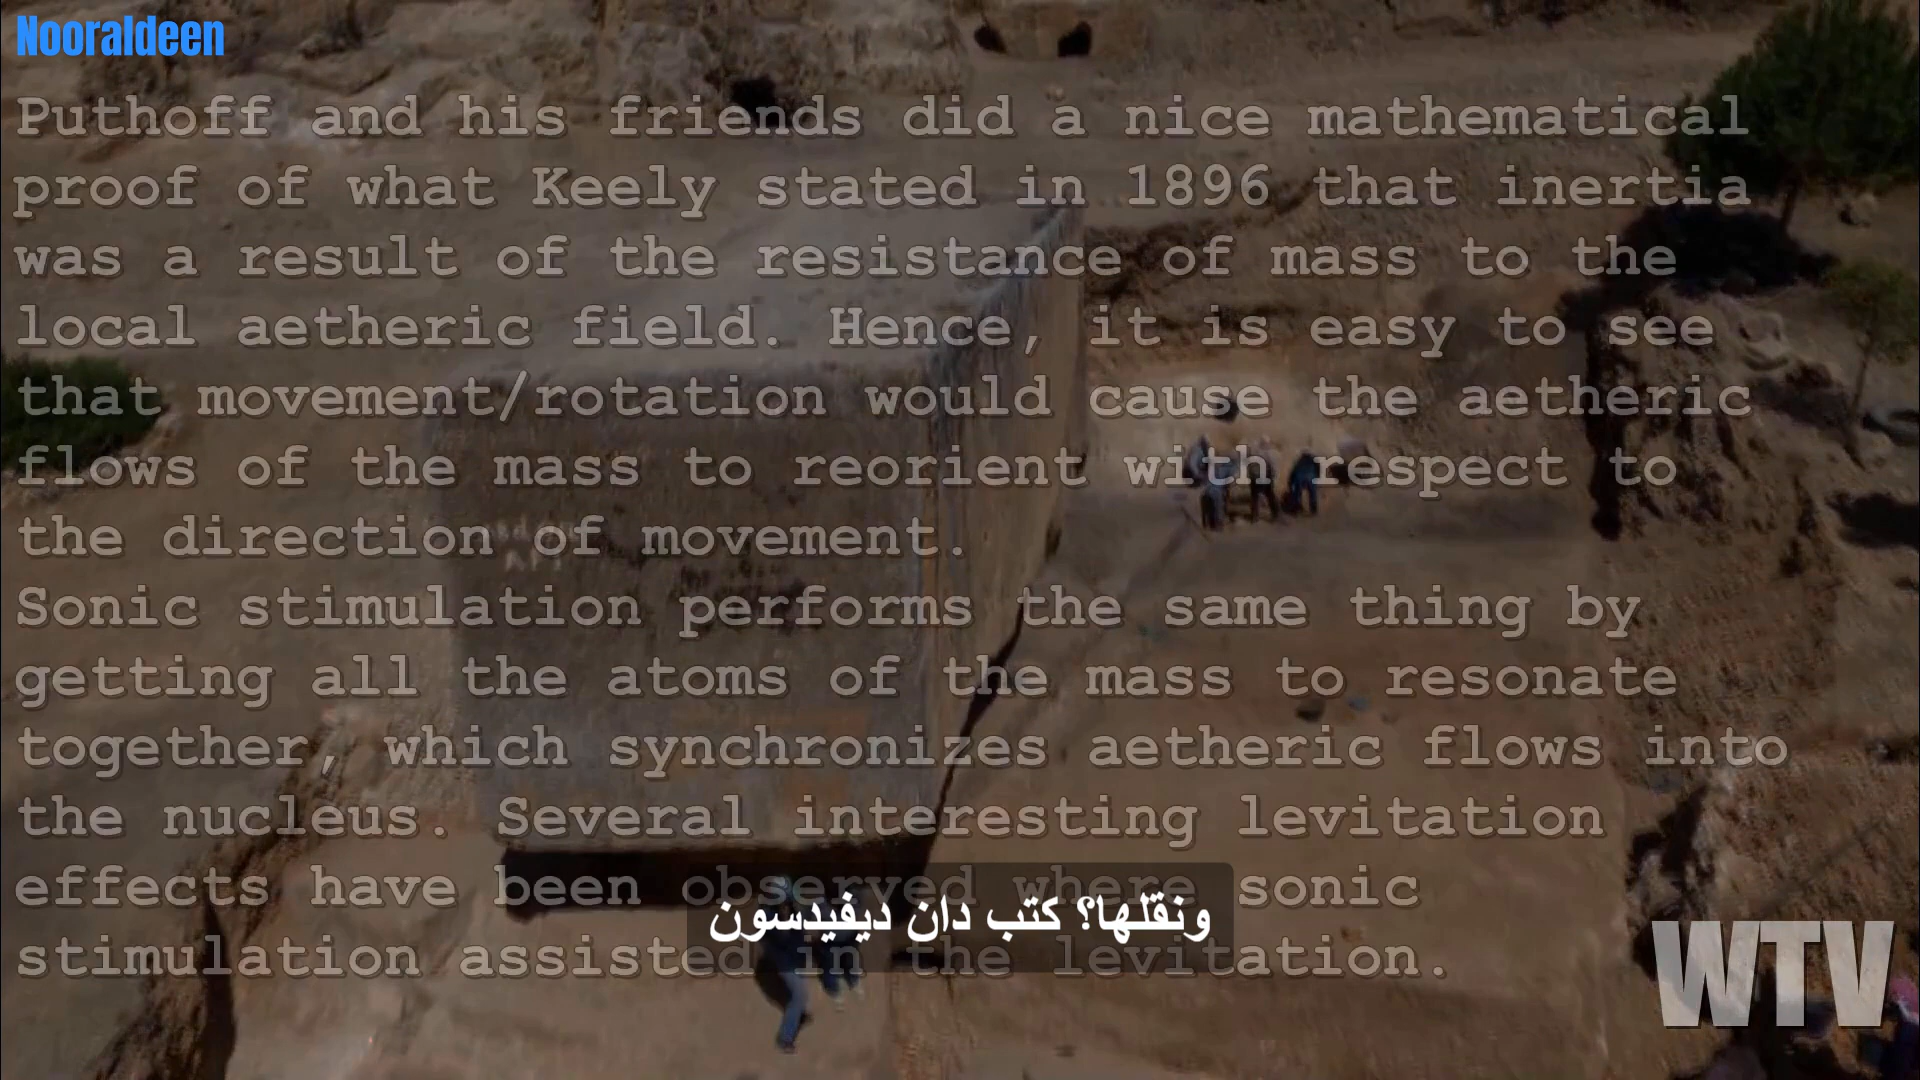 Nooraldeen
Puthoff and his friends did a nice mathematical
proof of what Keely stated in 1896 that inertia
was a result of the resistance of mass to the
local aetheric field. Hence, it is easy to see
that movement/rotation would cause the aetheric
flows of the mass to reorient with respect to
the direction of movement.
Sonic stimulation performs the same thing by
getting all the atoms of the mass to resonate
together, which synchronizes aetheric flows into
the nucleus. Several interesting levitation
effects have been observed where sonic
ونقلها؟ كتب دان ديفيدسون
stimulation assisted in the levitation.
WTV